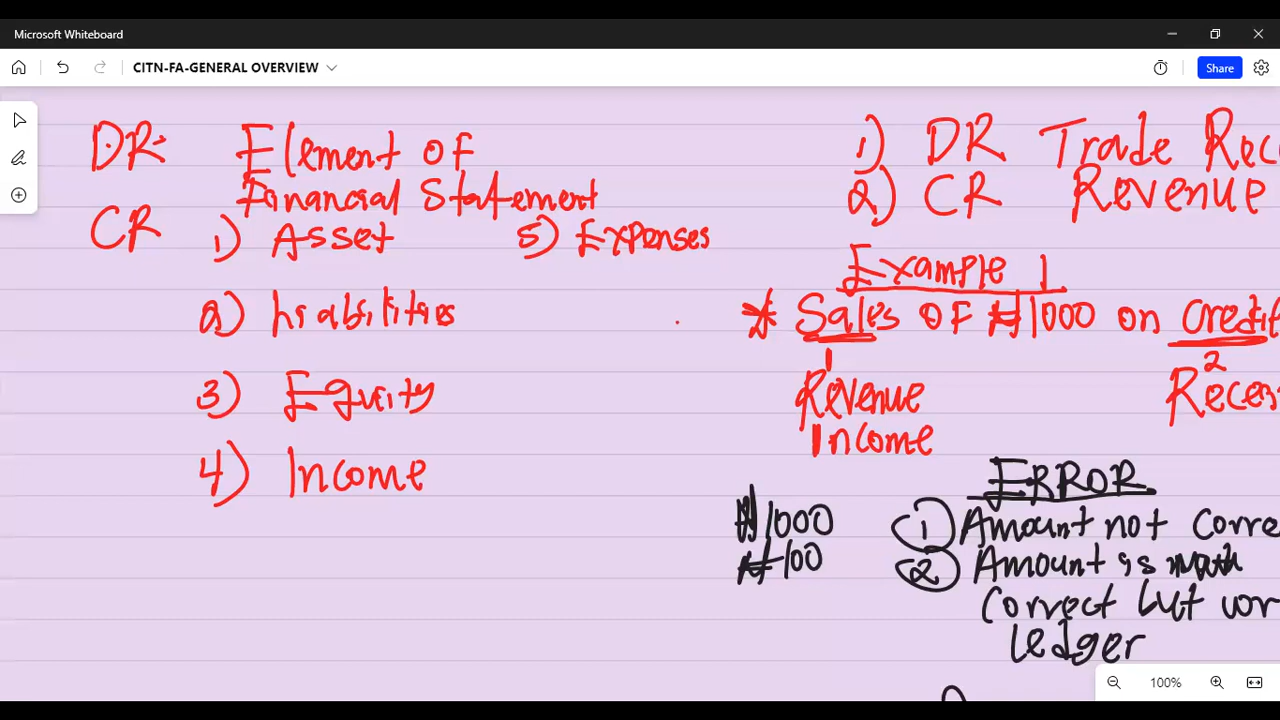 Microsoft Whiteboard
CITN-FA-GENERAL OVERVIEW
Share
DR:
Element of
Financial Statement
CR
1) Asset
5) Expenses
2) Liabilities
3) Equity
4) Income
1) DR Trade Rec
2) CR Revenue
Example 1
* Sales of ₦1000 on Credit
1
2
Revenue
Income
₦1000
₦100
ERROR
1 Amount not Corre
2 Amount is math
Correct but wor
ledger
100%